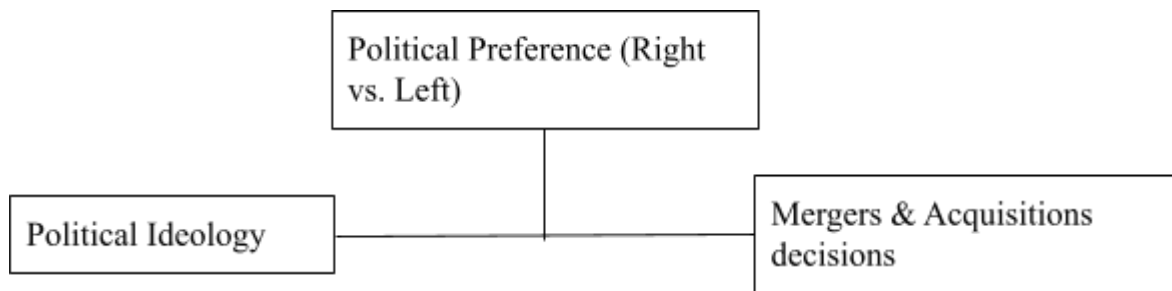 Political Preference (Right
vs. Left)
Political Ideology
Mergers & Acquisitions
decisions